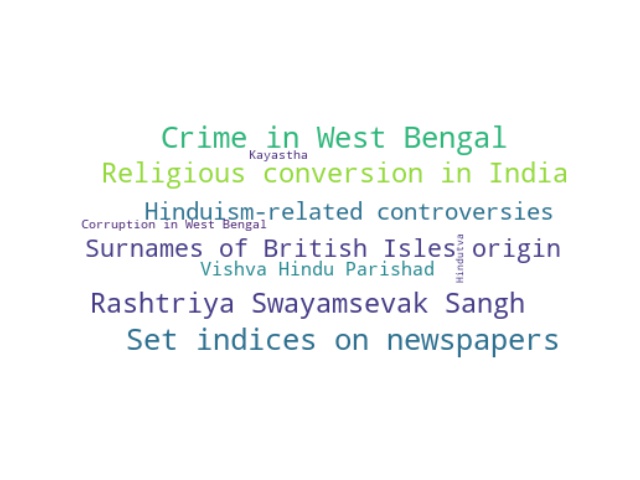 Crime in West Bengal
Kayastha
Religious conversion in India
Hinduism-related controversies
Corruption in West Bengal
Surnames of British Isles origin
Hindutva
Vishva Hindu Parishad
Rashtriya Swayamsevak Sangh
Set indices on newspapers